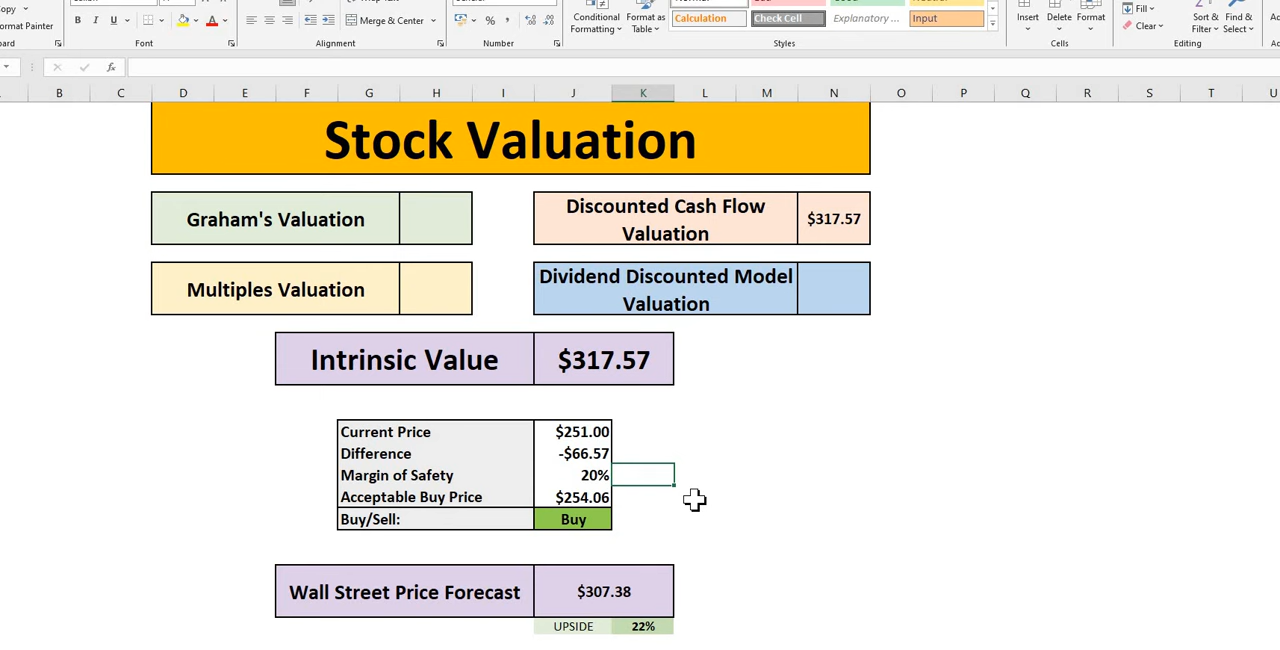 Copy
Format Painter
B I U
A
Merge & Center
$ % ,
Conditional Formatting
Format as Table
Calculation
Check Cell
Explanatory ...
Input
Insert
Delete
Format
Fill
Clear
Sort & Filter
Find & Select
Font
Alignment
Number
Styles
Cells
Editing
fx
B C D E F G H I J K L M N O P Q R S T U
Stock Valuation
Graham's Valuation
Discounted Cash Flow
Valuation
$317.57
Multiples Valuation
Dividend Discounted Model
Valuation
Intrinsic Value $317.57
Current Price $251.00
Difference -$66.57
Margin of Safety 20%
Acceptable Buy Price $254.06
Buy/Sell: Buy
Wall Street Price Forecast $307.38
UPSIDE 22%